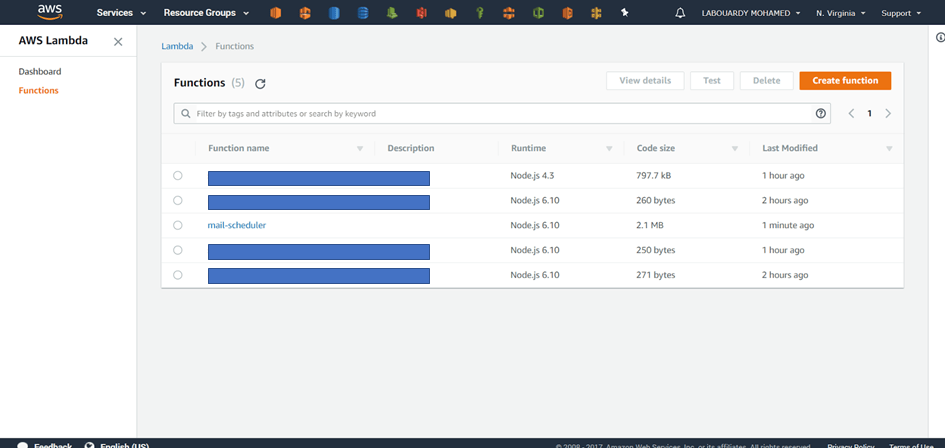 aws Services Resource Groups LABOUARDY MOHAMED N. Virginia Support
AWS Lambda
Dashboard
Functions
Lambda Functions
Functions (5) View details Test Delete Create function
Filter by tags and attributes or search by keyword 1
Function name Description Runtime Code size Last Modified
Node.js 4.3 797.7 kB 1 hour ago
Node.js 6.10 260 bytes 2 hours ago
mail-scheduler Node.js 6.10 2.1 MB 1 minute ago
Node.js 6.10 250 bytes 1 hour ago
Node.js 6.10 271 bytes 2 hours ago
Feedback English (US) © 2008 - 2017, Amazon Web Services, Inc. or its affiliates. All rights reserved. Privacy Policy Terms of Use